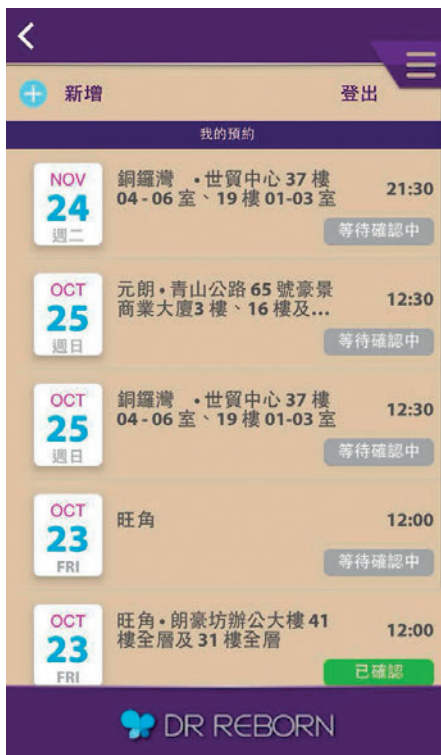 新增 登出
我的預約
NOV
24
週二
銅鑼灣 •世貿中心 37 樓
04 - 06 室、19 樓 01-03 室
21:30
等待確認中
OCT
25
週日
元朗•青山公路 65 號豪景
商業大廈3 樓、16 樓及...
12:30
等待確認中
OCT
25
週日
銅鑼灣 •世貿中心 37 樓
04 - 06 室、19 樓 01-03 室
12:30
等待確認中
OCT
23
FRI
旺角
12:00
等待確認中
OCT
23
FRI
旺角•朗豪坊辦公大樓 41
樓全層及 31 樓全層
12:00
已確認
DR REBORN